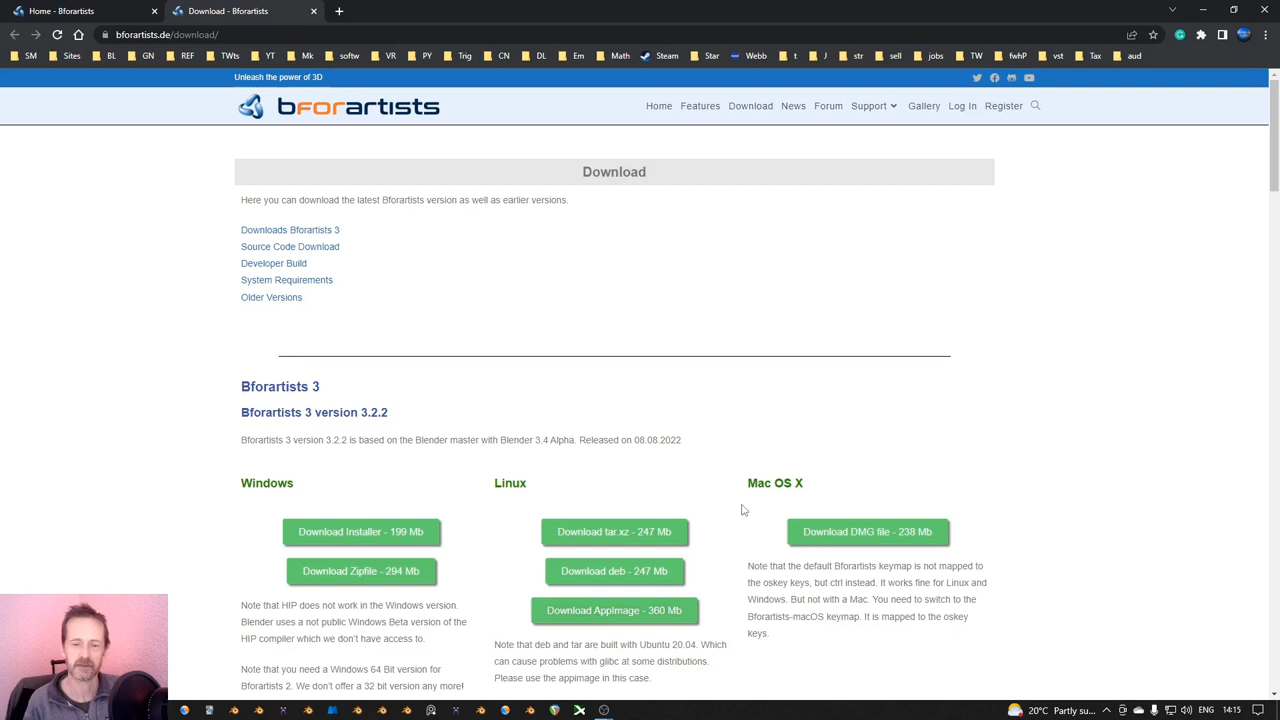 Home - Bforartists
Download - Bforartists
bforartists.de/download/
SM
Sites
BL
GN
REF
TWts
YT
Mk
softw
VR
PY
Trig
CN
DL
Em
Math
Steam
Star
Webb
t
J
str
jobs
TW
fwhP
vst
Tax
aud
Unleash the power of 3D
bforartists
Home
Features
Download
News
Forum
Support
Gallery
Log In
Register
Download
Here you can download the latest Bforartists version as well as earlier versions.
Downloads Bforartists 3
Source Code Download
Developer Build
System Requirements
Older Versions
Bforartists 3
Bforartists 3 version 3.2.2
Bforartists 3 version 3.2.2 is based on the Blender master with Blender 3.4 Alpha. Released on 08.08.2022
Windows
Download Installer - 199 Mb
Download Zipfile - 294 Mb
Note that HIP does not work in the Windows version.
Blender uses a not public Windows Beta version of the
HIP compiler which we don't have access to.
Note that you need a Windows 64 Bit version for
Bforartists 2. We don't offer a 32 bit version any more!
Linux
Download tar.xz - 247 Mb
Download deb - 247 Mb
Download AppImage - 360 Mb
Note that deb and tar are built with Ubuntu 20.04. Which
can cause problems with glibc at some distributions.
Please use the appimage in this case.
Mac OS X
Download DMG file - 238 Mb
Note that the default Bforartists keymap is not mapped to
the oskey keys, but ctrl instead. It works fine for Linux and
Windows. But not with a Mac. You need to switch to the
Bforartists-macOS keymap. It is mapped to the oskey
keys.
20°C Partly su...
ENG
14:15